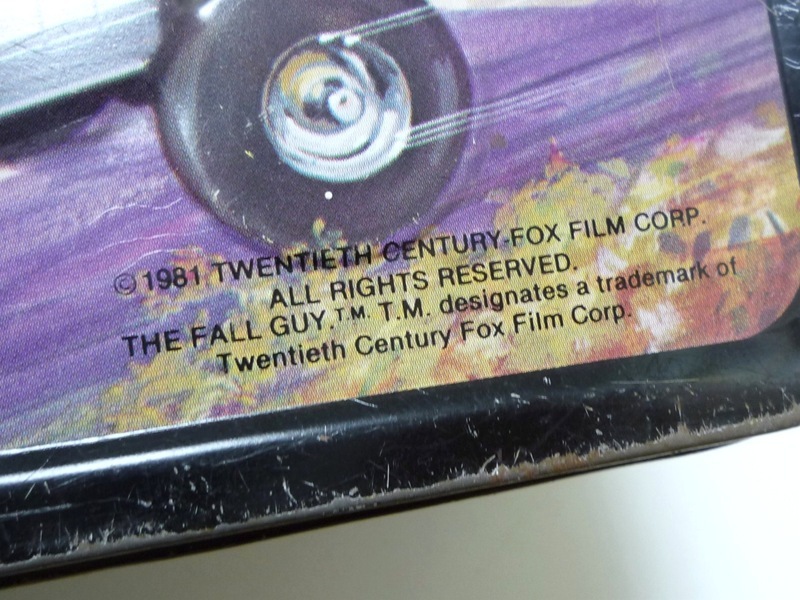 © 1981 TWENTIETH CENTURY-FOX FILM CORP.
ALL RIGHTS RESERVED.
THE FALL GUY.T.M. T.M. designates a trademark of
Twentieth Century Fox Film Corp.